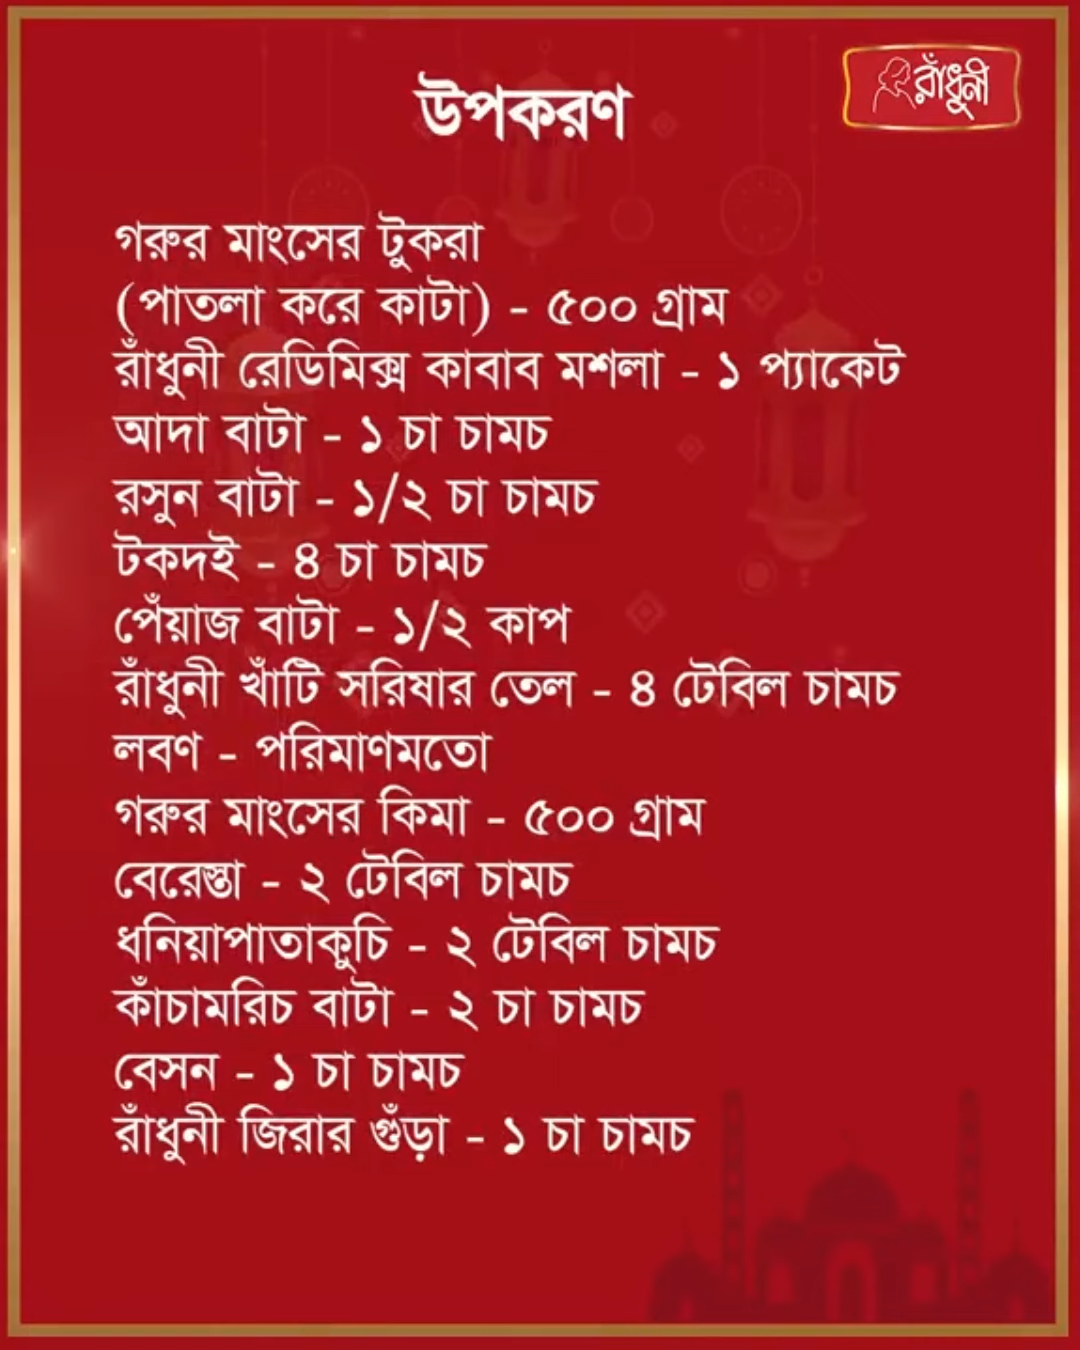 উপকরণ
রাঁধুনী
গরুর মাংসের টুকরা
(পাতলা করে কাটা) - ৫০০ গ্রাম
রাঁধুনী রেডিমিক্স কাবাব মশলা - ১ প্যাকেট
আদা বাটা - ১ চা চামচ
রসুন বাটা - ১/২ চা চামচ
টকদই - ৪ চা চামচ
পেঁয়াজ বাটা - ১/২ কাপ
রাঁধুনী খাঁটি সরিষার তেল - ৪ টেবিল চামচ
লবণ - পরিমাণমতো
গরুর মাংসের কিমা - ৫০০ গ্রাম
বেরেস্তা - ২ টেবিল চামচ
ধনিয়াপাতাকুচি - ২ টেবিল চামচ
কাঁচামরিচ বাটা - ২ চা চামচ
বেসন - ১ চা চামচ
রাঁধুনী জিরার গুঁড়া - ১ চা চামচ